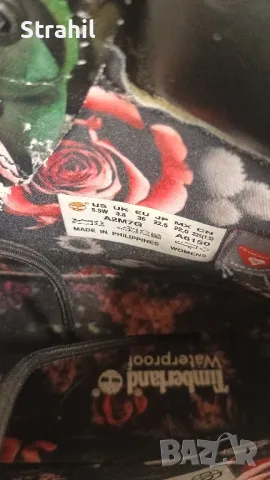 Strahil
US UK EU JP MX CN
5.5W 3.5 36 22.5
A2M7G
A6150
MADE IN PHILIPPINES
WOMENS
Timberland
Waterproof
bazar